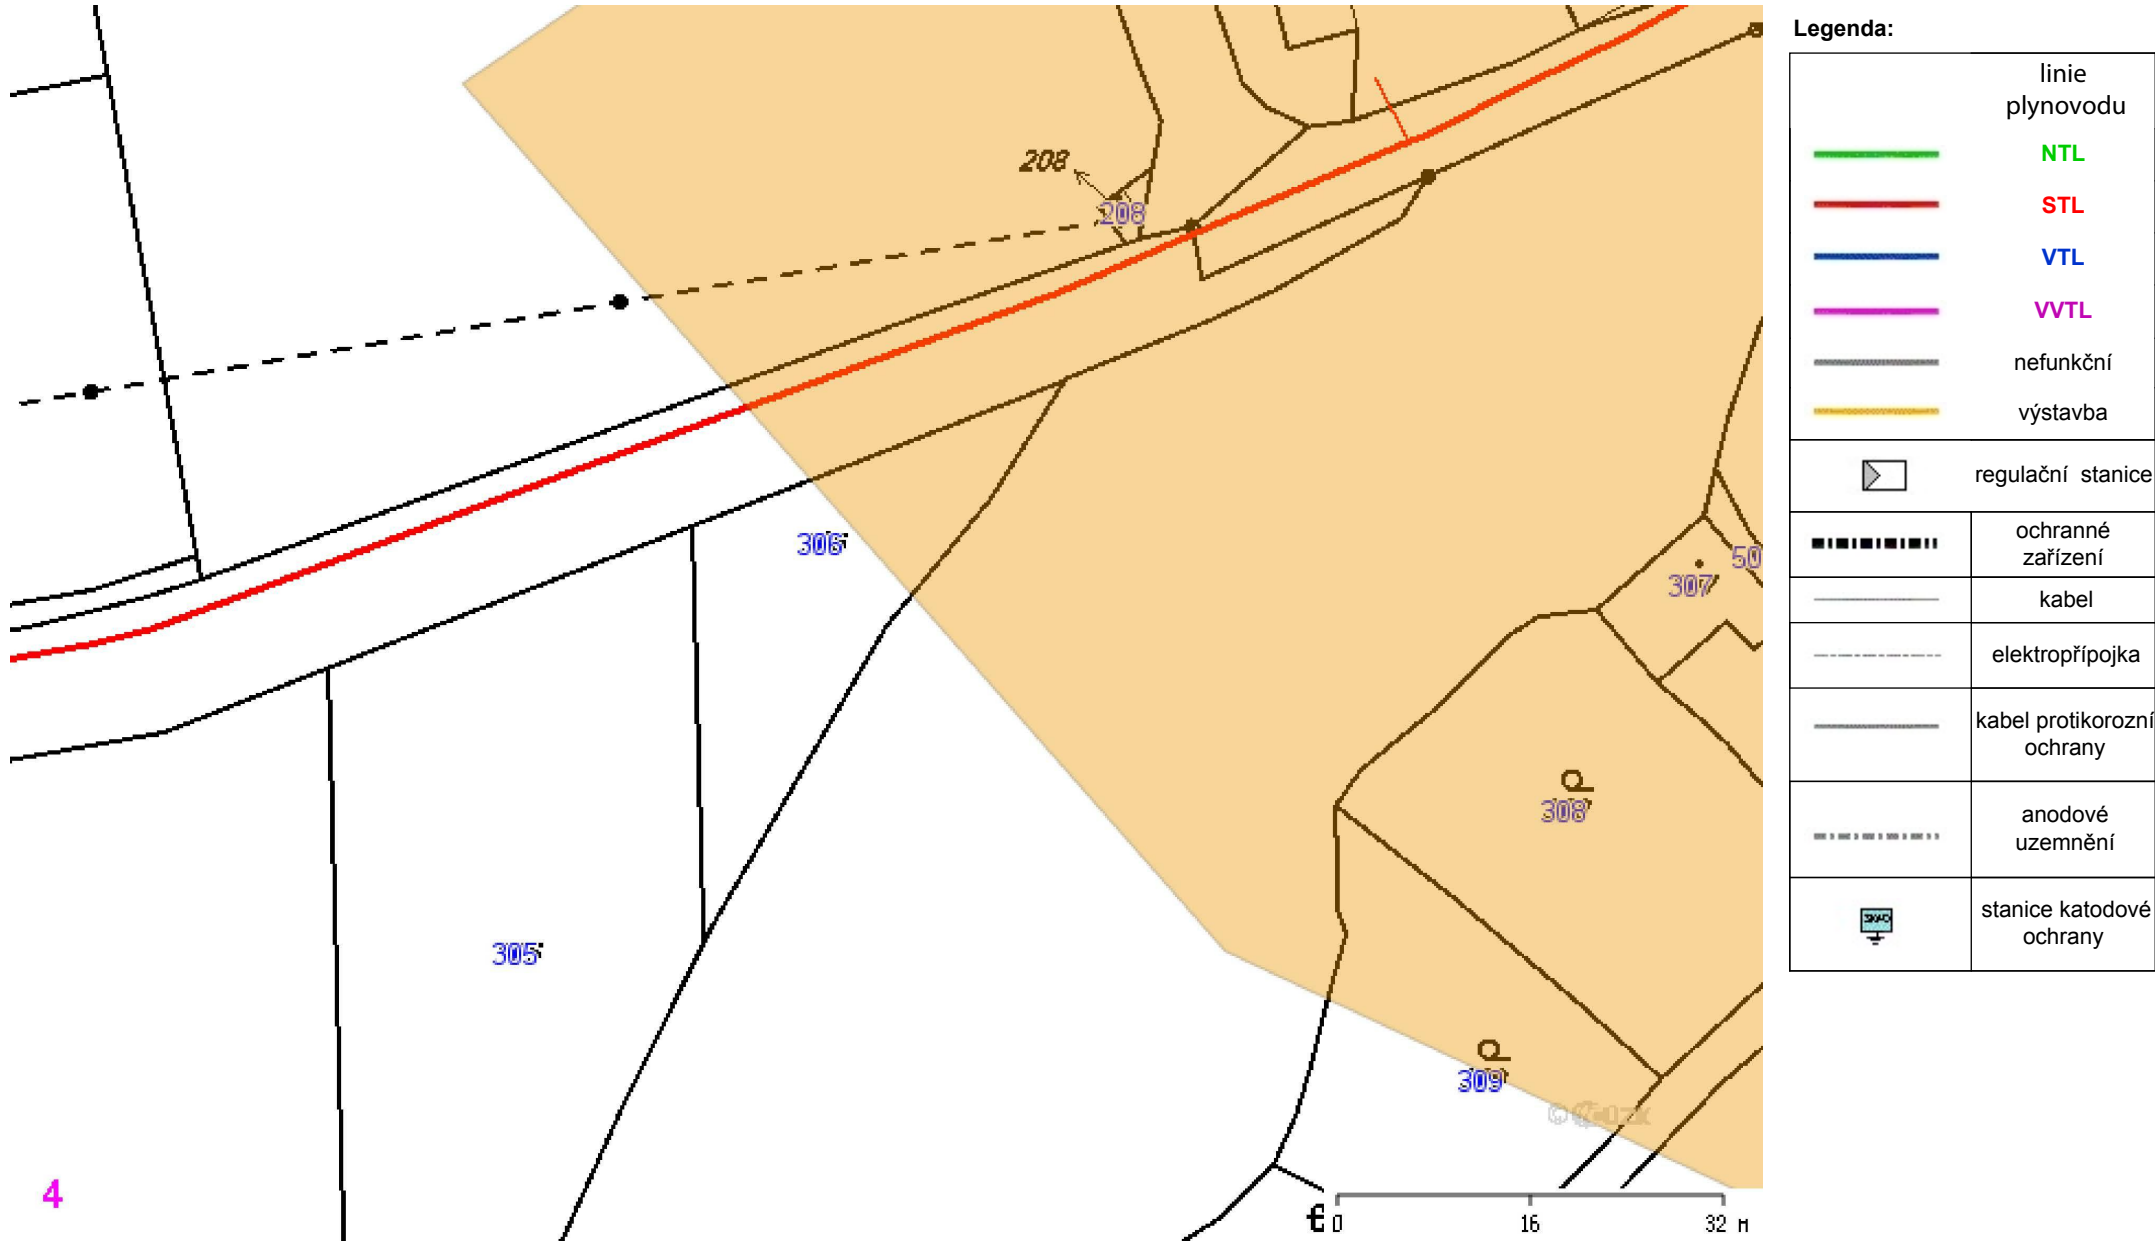 Legenda:
linie
plynovodu
NTL
STL
VTL
VVTL
nefunkční
výstavba
regulační stanice
ochranné
zařízení
kabel
elektropřípojka
kabel protikorozní
ochrany
anodové
uzemnění
stanice katodové
ochrany
208
208
306
307
50
308
305
309
4
0 16 32 M